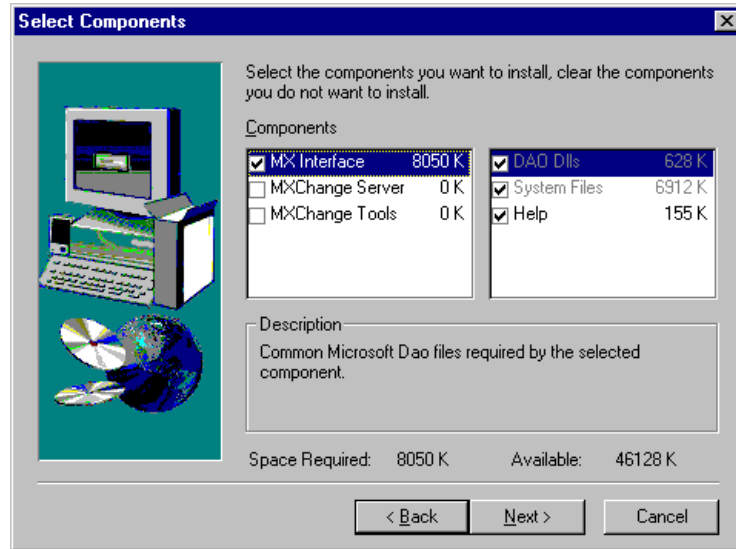 Select Components
Select the components you want to install, clear the components
you do not want to install.
Components
MX Interface 8050 K
MXChange Server 0 K
MXChange Tools 0 K
DAO Dlls 628 K
System Files 6912 K
Help 155 K
Description
Common Microsoft Dao files required by the selected
component.
Space Required: 8050 K Available: 46128 K
< Back Next > Cancel